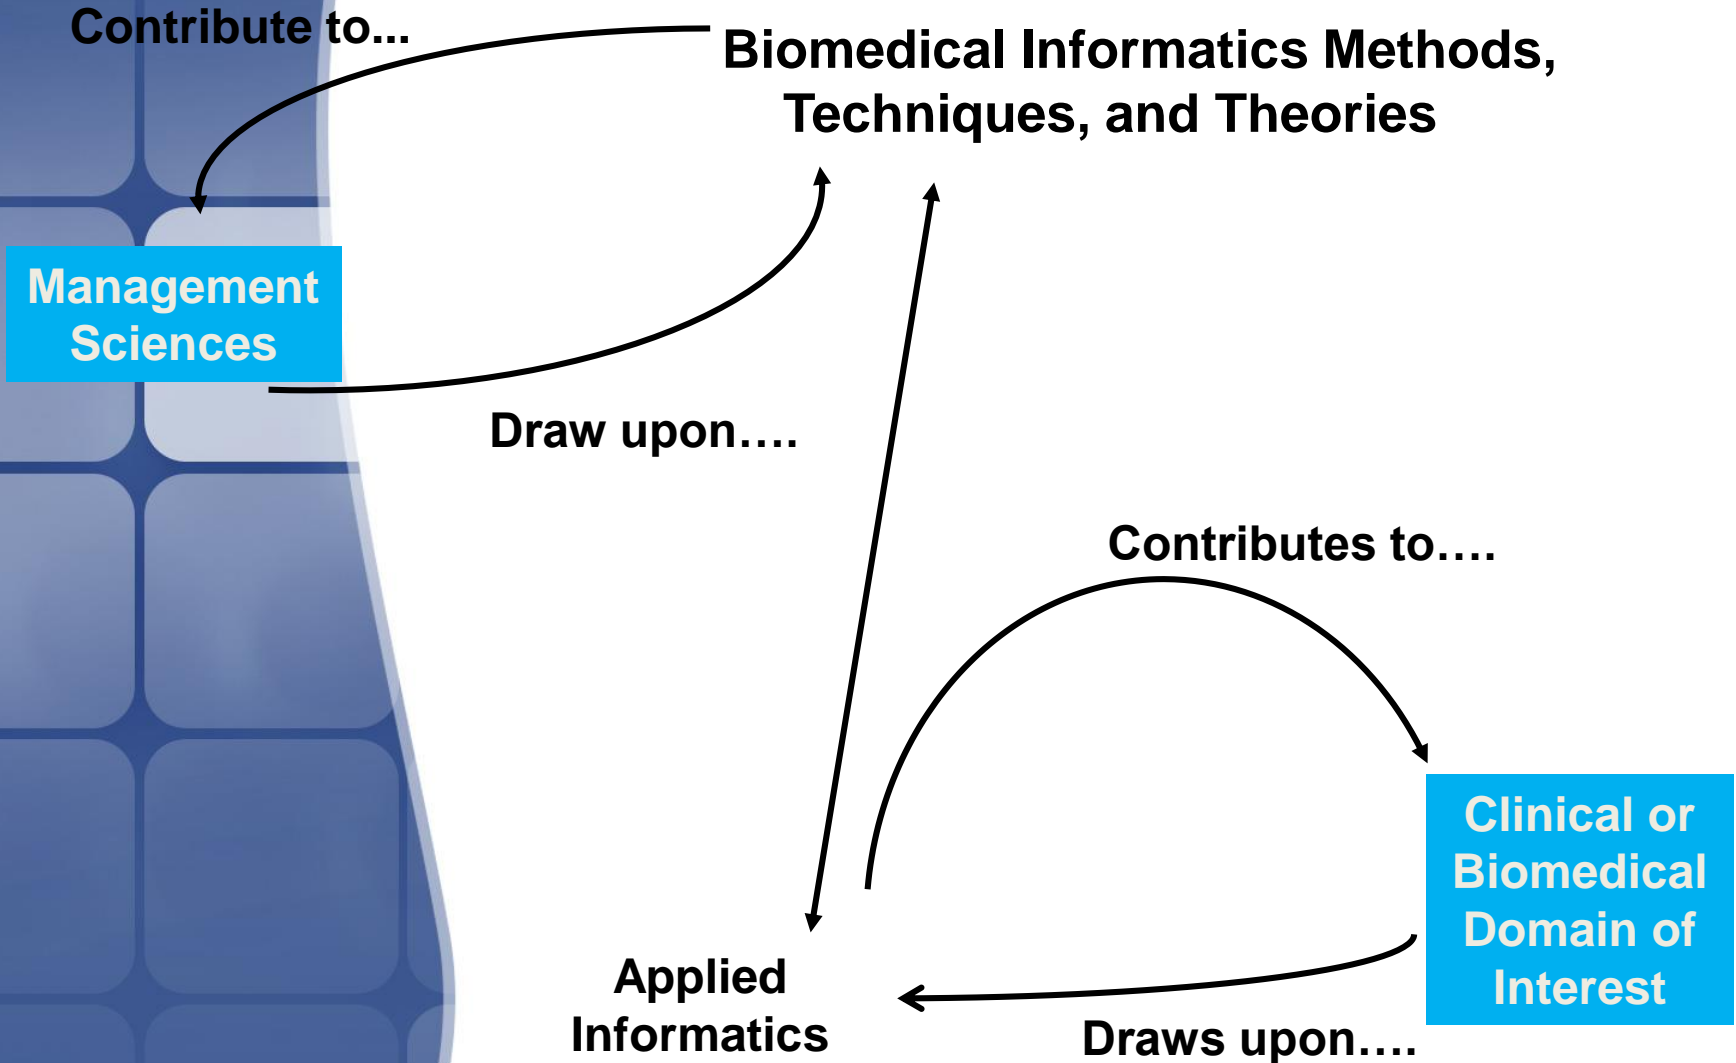 Contribute to...
Biomedical Informatics Methods,
Techniques, and Theories
Management
Sciences
Draw upon....
Contributes to....
Clinical or
Biomedical
Domain of
Interest
Applied
Informatics
Draws upon....